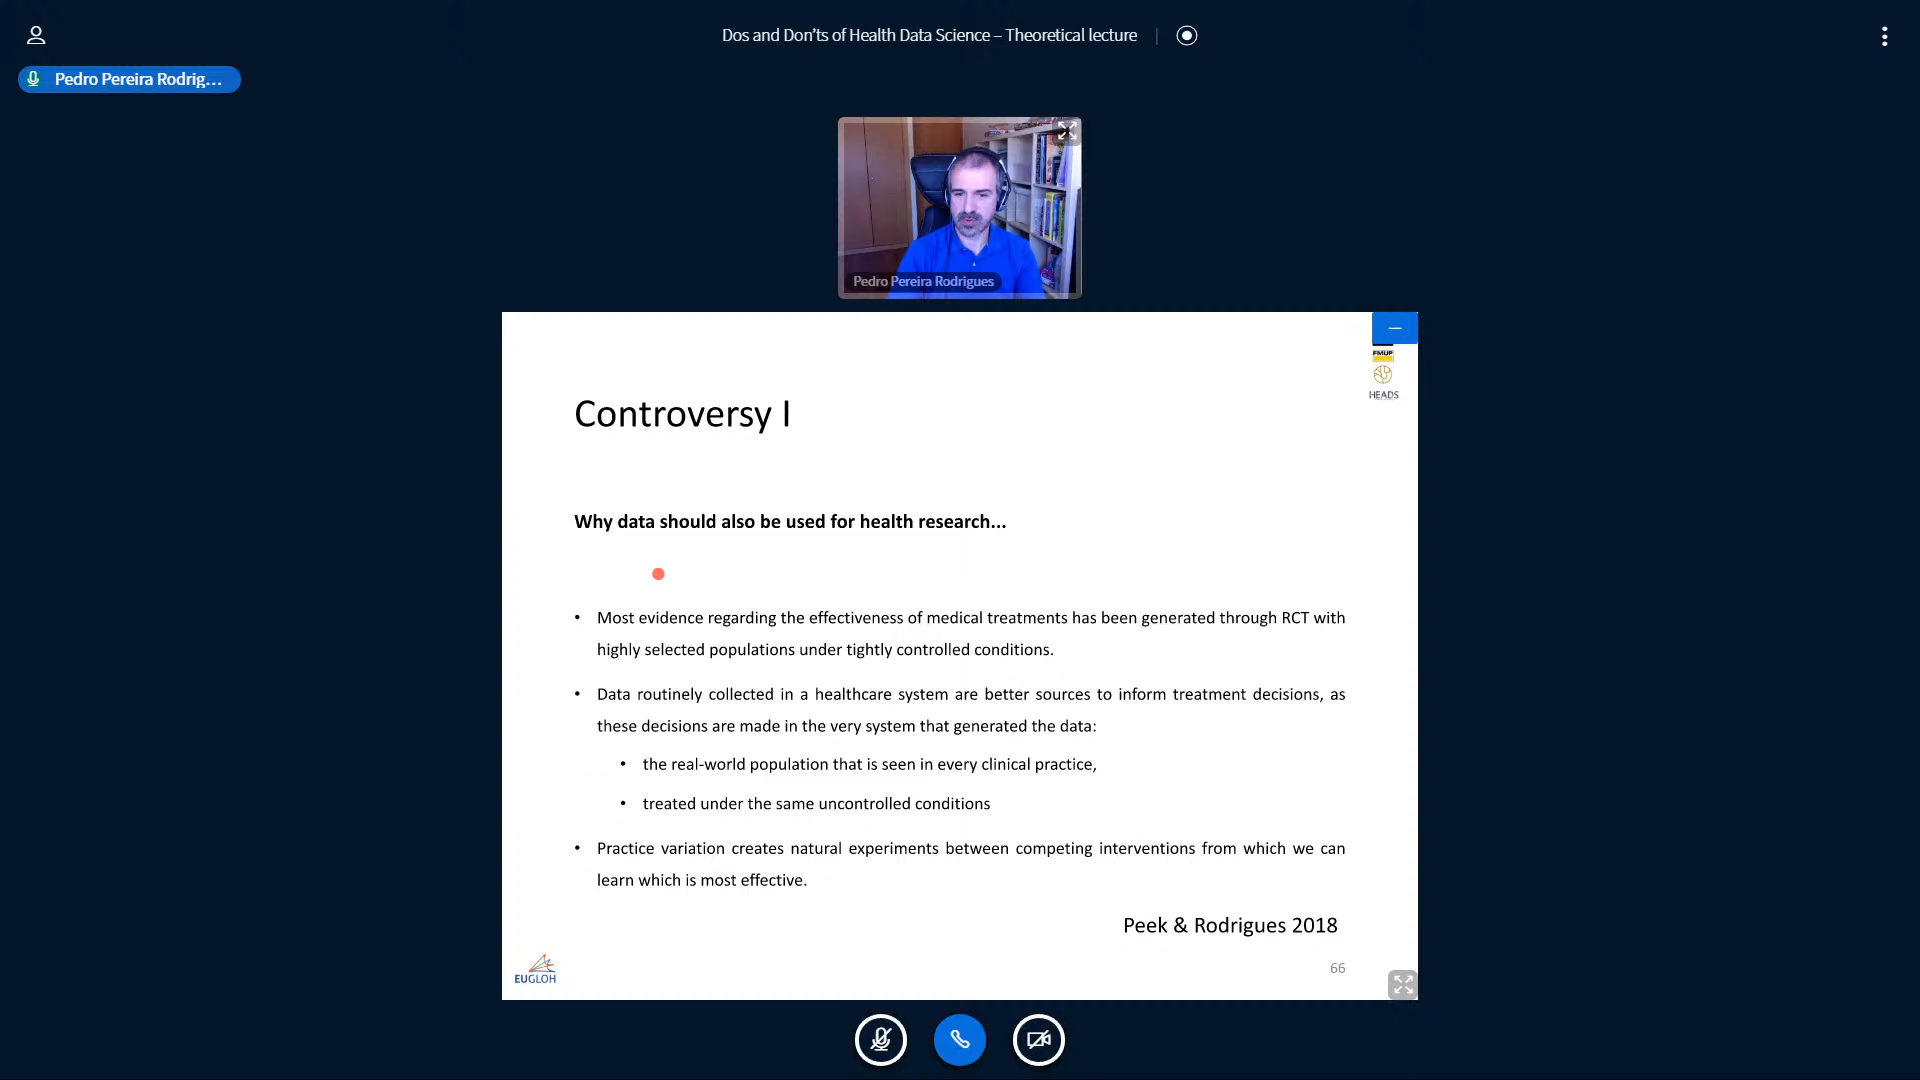 Dos and Don'ts of Health Data Science – Theoretical lecture
Pedro Pereira Rodrig...
Pedro Pereira Rodrigues
FMUP
HEADS
Controversy I
Why data should also be used for health research...
• Most evidence regarding the effectiveness of medical treatments has been generated through RCT with
highly selected populations under tightly controlled conditions.
• Data routinely collected in a healthcare system are better sources to inform treatment decisions, as
these decisions are made in the very system that generated the data:
• the real-world population that is seen in every clinical practice,
• treated under the same uncontrolled conditions
• Practice variation creates natural experiments between competing interventions from which we can
learn which is most effective.
Peek & Rodrigues 2018
EUGLOH
66